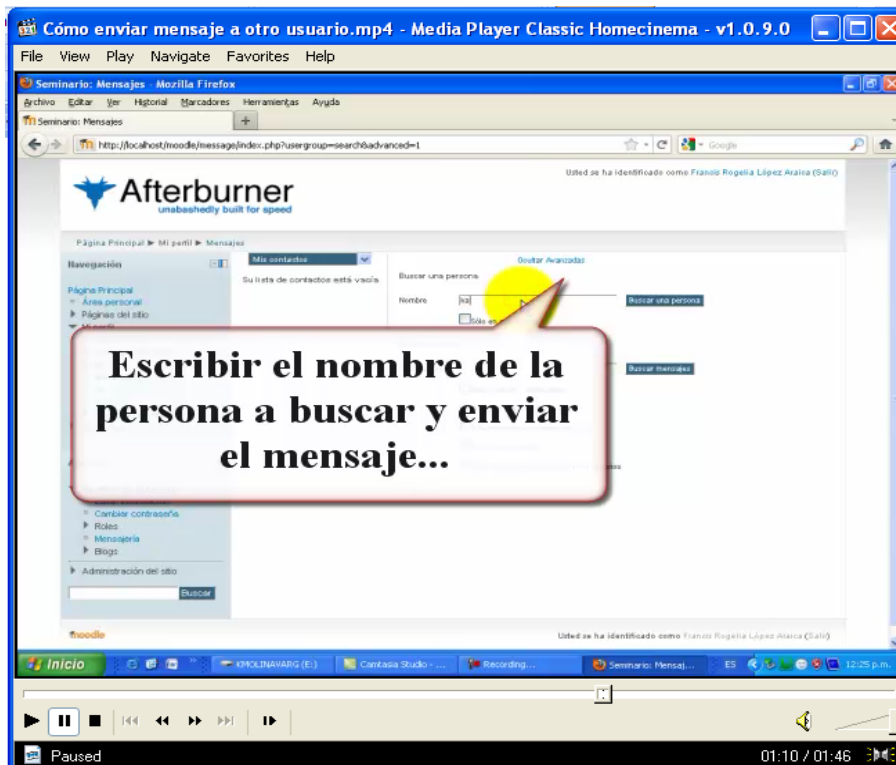 Cómo enviar mensaje a otro usuario.mp4 - Media Player Classic Homecinema - v1.0.9.0
File View Play Navigate Favorites Help
Seminario: Mensajes - Mozilla Firefox
Archivo Editar Ver Historial Marcadores Herramientas Ayuda
Seminario: Mensajes
http://localhost/moodle/message/index.php?usergroup=search&advanced=1
Google
Usted se ha identificado como Francis Rogelia López Araica (Salir)
Afterburner
unabashedly built for speed
Página Principal ► Mi perfil ► Mensajes
Navegación
Mis contactos
Ocultar Avanzadas
Su lista de contactos está vacía
Buscar una persona
Página Principal
Nombre
ka
Buscar una persona
Área personal
Páginas del sitio
Sólo en
Escribir el nombre de la
persona a buscar y enviar
el mensaje...
Buscar mensajes
Cambiar contraseña
Roles
Mensajería
Blogs
Administración del sitio
Buscar
moodle
Usted se ha identificado como Francis Rogelia López Araica (Salir)
Inicio
KMOLINAVARG (E:)
Camtasia Studio - ...
Recording...
Seminario: Mensaj...
ES
12:25 p.m.
Paused
01:10 / 01:46